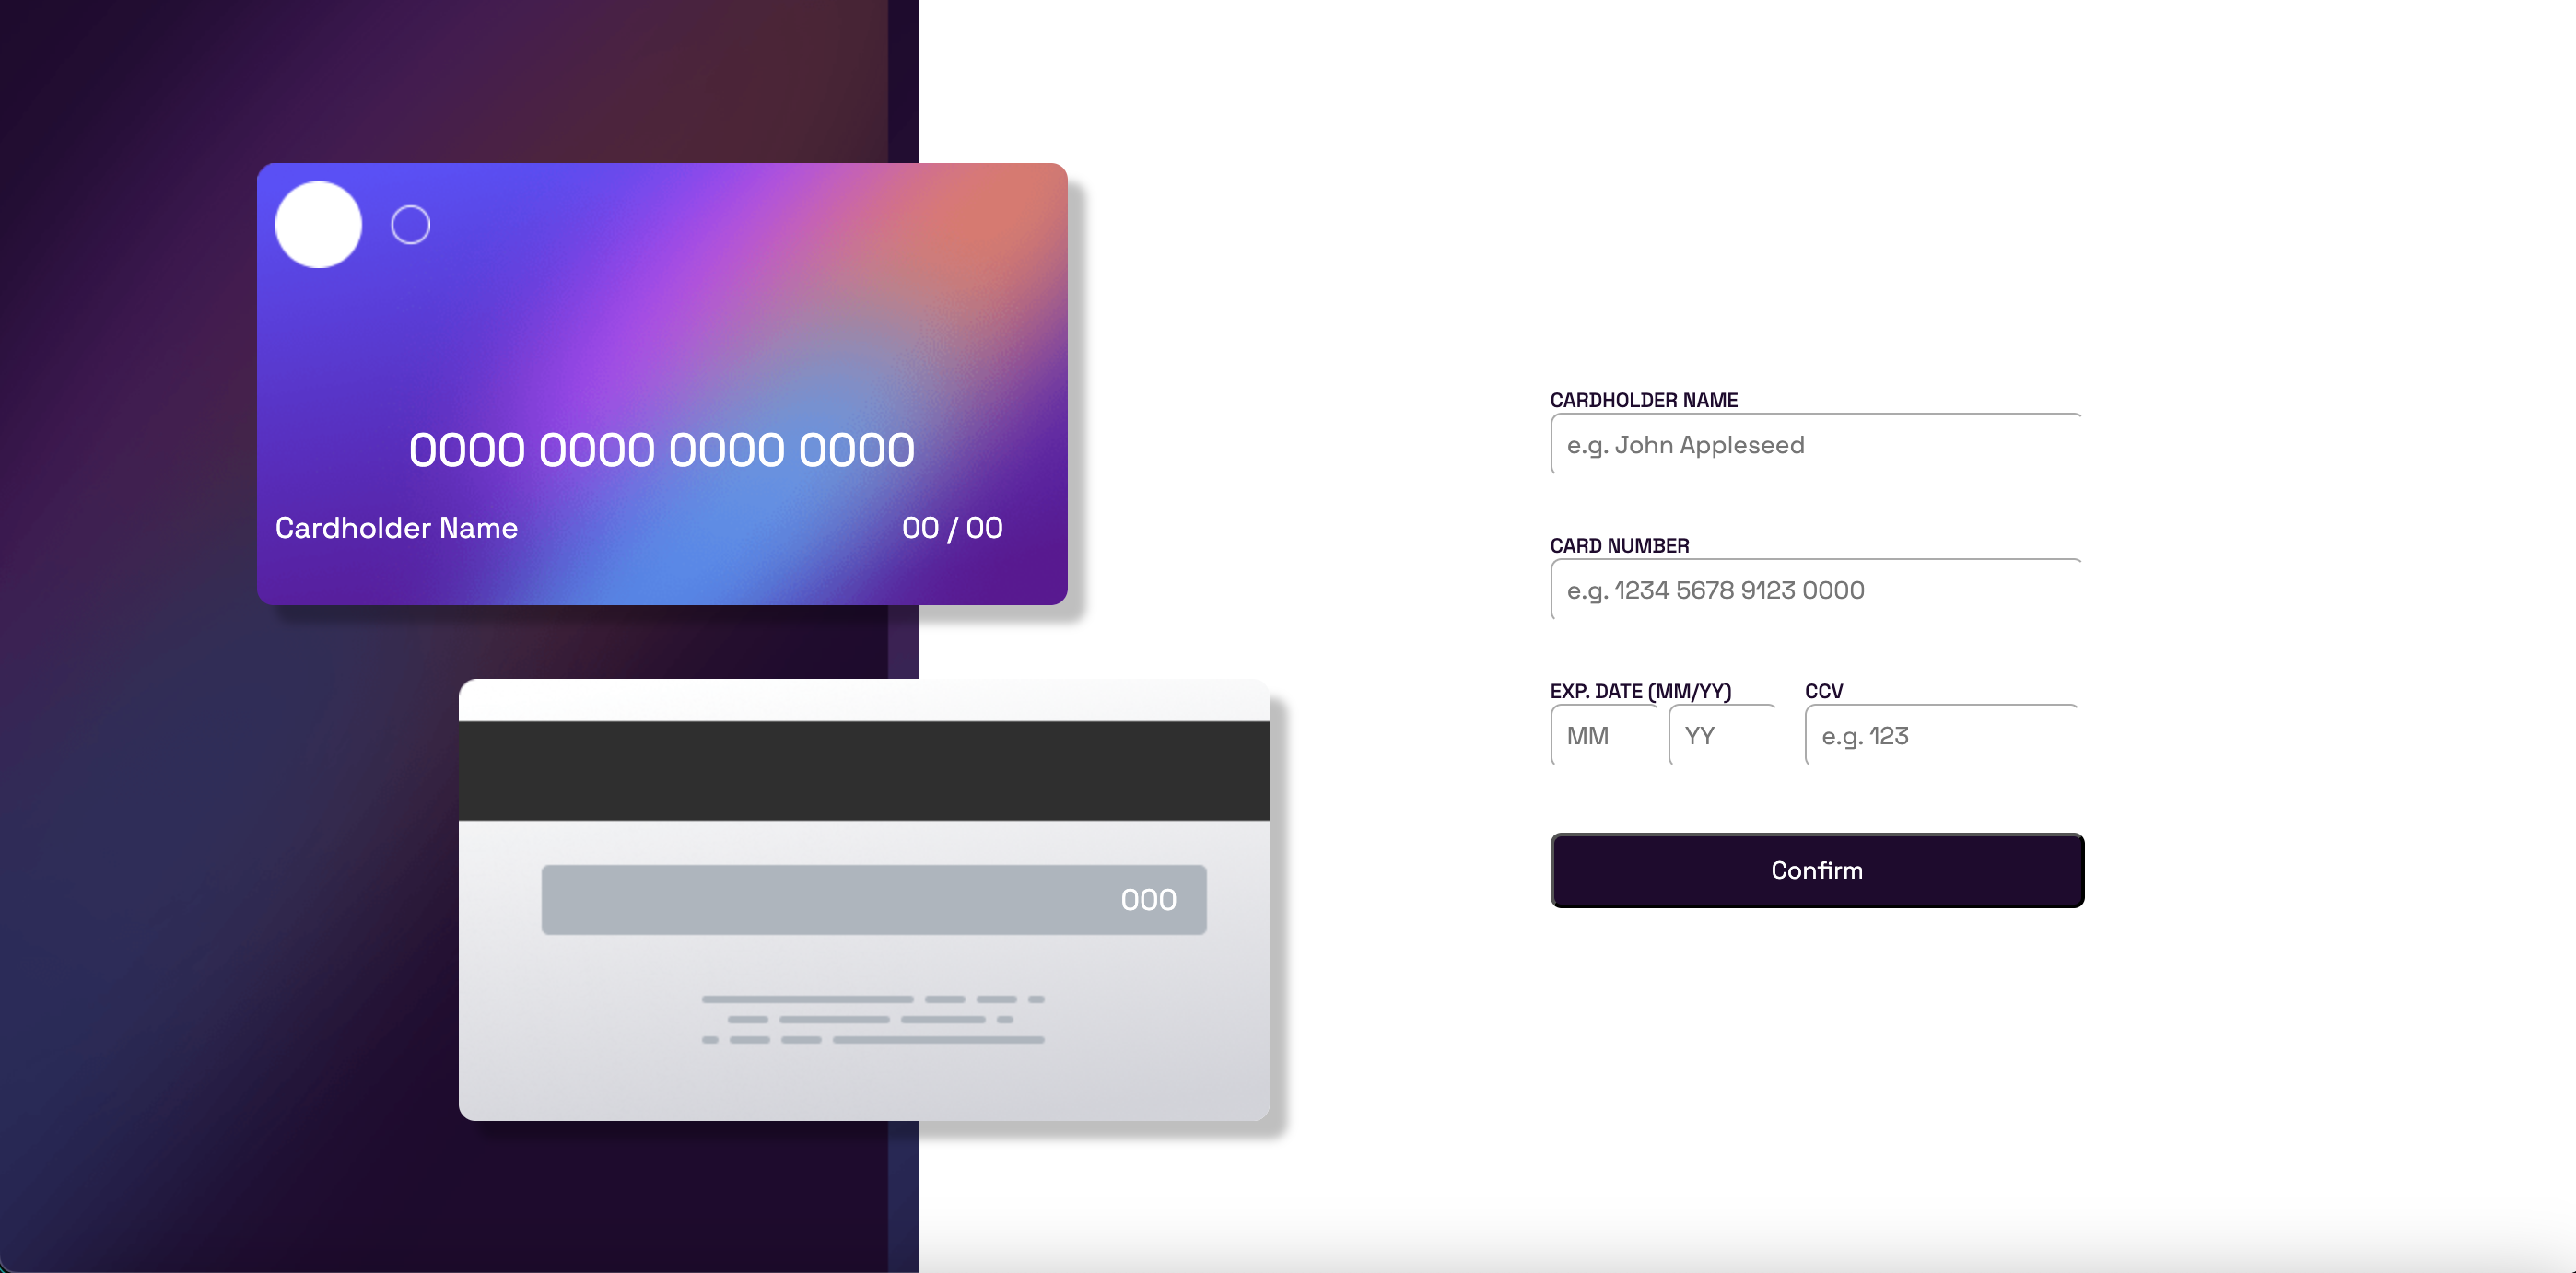 0000 0000 0000 0000
Cardholder Name
00 / 00
000
CARDHOLDER NAME
e.g. John Appleseed
CARD NUMBER
e.g. 1234 5678 9123 0000
EXP. DATE (MM/YY)
CCV
MM
YY
e.g. 123
Confirm